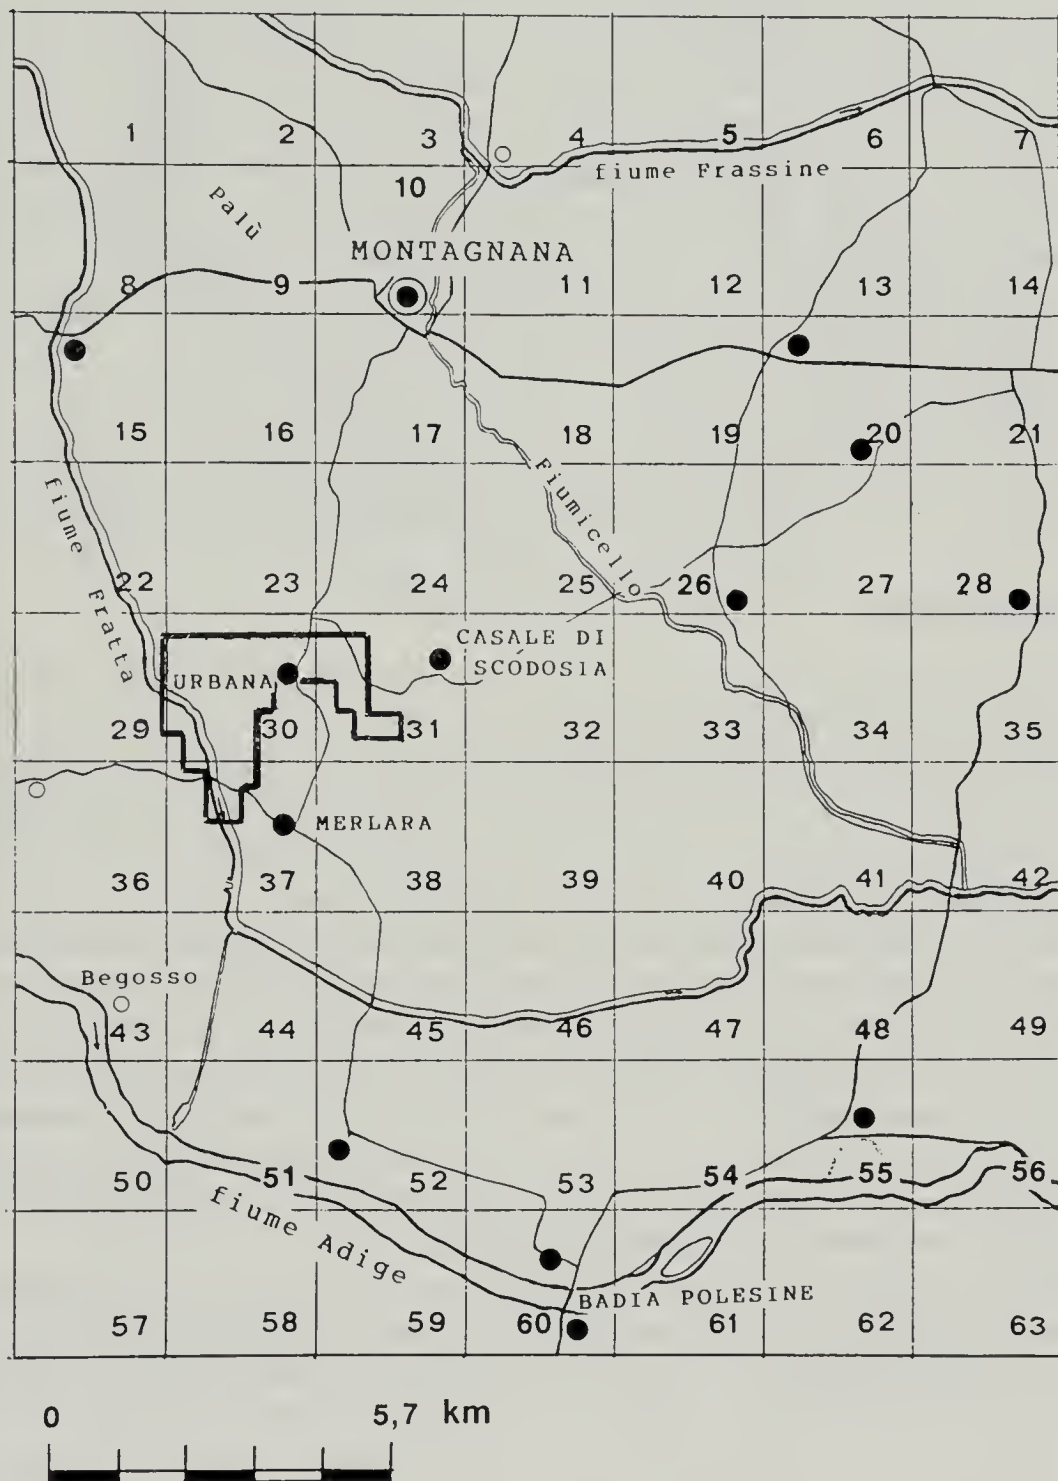 1 2 3 4 5 6 7
fiume Frassine
10
Palù
MONTAGNANA
8 9 11 12 13 14
15 16 17 18 19 20 21
fiume Fratta
Fiumicello
22 23 24 25 26 27 28
CASALE DI
SCÓDOSIA
URBANA
29 30 31 32 33 34 35
MERLARA
36 37 38 39 40 41 42
Begosso
43 44 45 46 47 48 49
50 51 52 53 54 55 56
fiume Adige
BADIA POLESINE
57 58 59 60 61 62 63
0 5,7 km